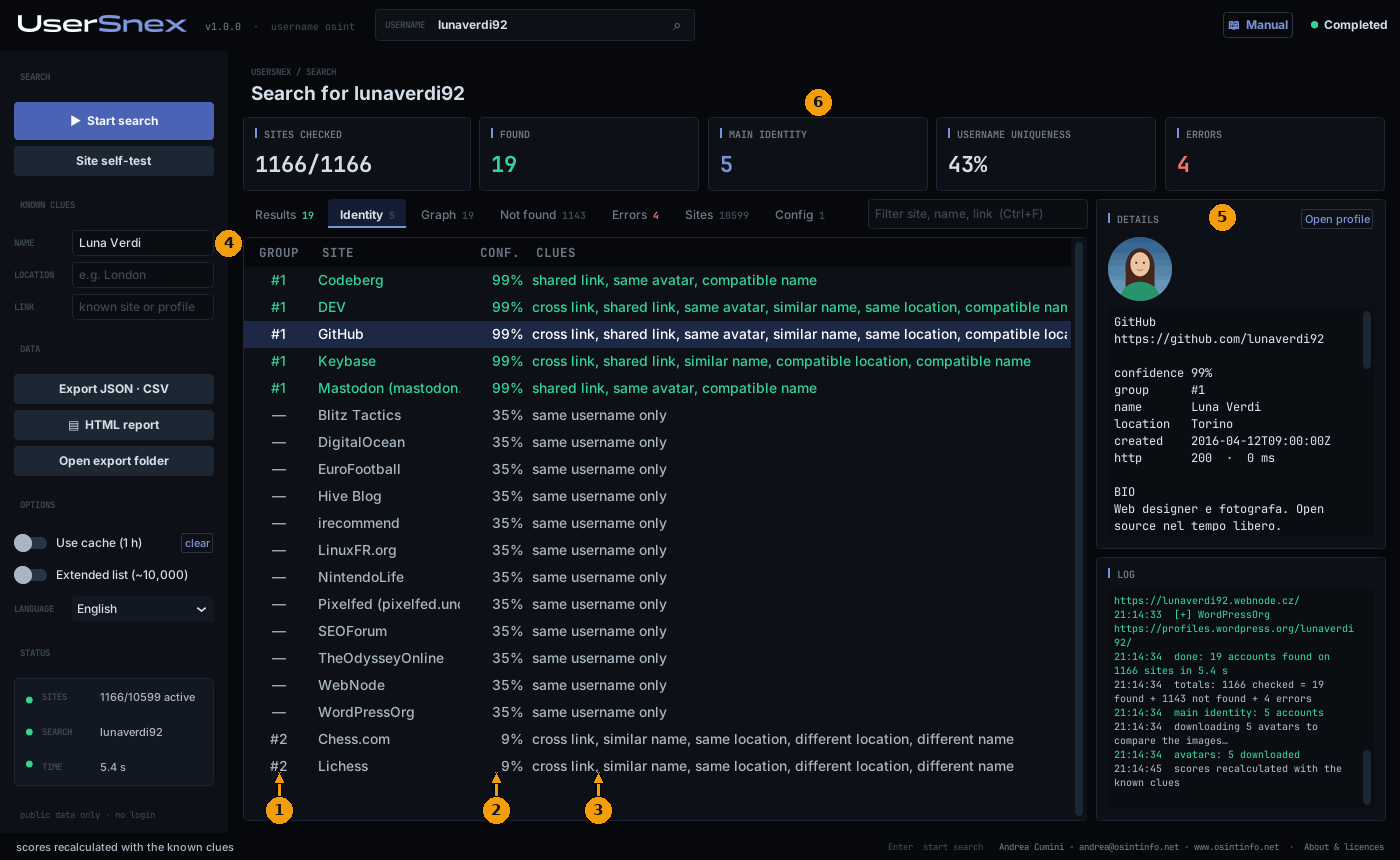 UserSnex v1.0.0 · username osint USERNAME lunaverdi92 Manual Completed
SEARCH
Start search
Site self-test
KNOWN CLUES
NAME Luna Verdi 4
LOCATION e.g. London
LINK known site or profile
DATA
Export JSON · CSV
HTML report
Open export folder
OPTIONS
Use cache (1 h) clear
Extended list (~10,000)
LANGUAGE English
STATUS
SITES 1166/10599 active
SEARCH lunaverdi92
TIME 5.4 s
public data only · no login
USERSNEX / SEARCH
Search for lunaverdi92
6
SITES CHECKED
1166/1166
FOUND
19
MAIN IDENTITY
5
USERNAME UNIQUENESS
43%
ERRORS
4
Results 19 Identity 5 Graph 19 Not found 1143 Errors 4 Sites 10599 Config 1 Filter site, name, link (Ctrl+F)
GROUP SITE CONF. CLUES
#1 Codeberg 99% shared link, same avatar, compatible name
#1 DEV 99% cross link, shared link, same avatar, similar name, same location, compatible nam
#1 GitHub 99% cross link, shared link, same avatar, similar name, same location, compatible loca
#1 Keybase 99% cross link, shared link, similar name, compatible location, compatible name
#1 Mastodon (mastodon. 99% shared link, same avatar, compatible name
— Blitz Tactics 35% same username only
— DigitalOcean 35% same username only
— EuroFootball 35% same username only
— Hive Blog 35% same username only
— irecommend 35% same username only
— LinuxFR.org 35% same username only
— NintendoLife 35% same username only
— Pixelfed (pixelfed.unc 35% same username only
— SEOForum 35% same username only
— TheOdysseyOnline 35% same username only
— WebNode 35% same username only
— WordPressOrg 35% same username only
#2 Chess.com 9% cross link, similar name, same location, different location, different name
#2 Lichess 9% cross link, similar name, same location, different location, different name
1 2 3
DETAILS 5 Open profile
GitHub
https://github.com/lunaverdi92
confidence 99%
group #1
name Luna Verdi
location Torino
created 2016-04-12T09:00:00Z
http 200 · 0 ms
BIO
Web designer e fotografa. Open
source nel tempo libero.
LOG
https://lunaverdi92.webnode.cz/
21:14:33 [+] WordPressOrg
https://profiles.wordpress.org/lunaverdi
92/
21:14:34 done: 19 accounts found on
1166 sites in 5.4 s
21:14:34 totals: 1166 checked = 19
found + 1143 not found + 4 errors
21:14:34 main identity: 5 accounts
21:14:34 downloading 5 avatars to
compare the images…
21:14:34 avatars: 5 downloaded
21:14:45 scores recalculated with the
known clues
scores recalculated with the known clues Enter start search Andrea Cumini - andrea@osintinfo.net - www.osintinfo.net · About & licences